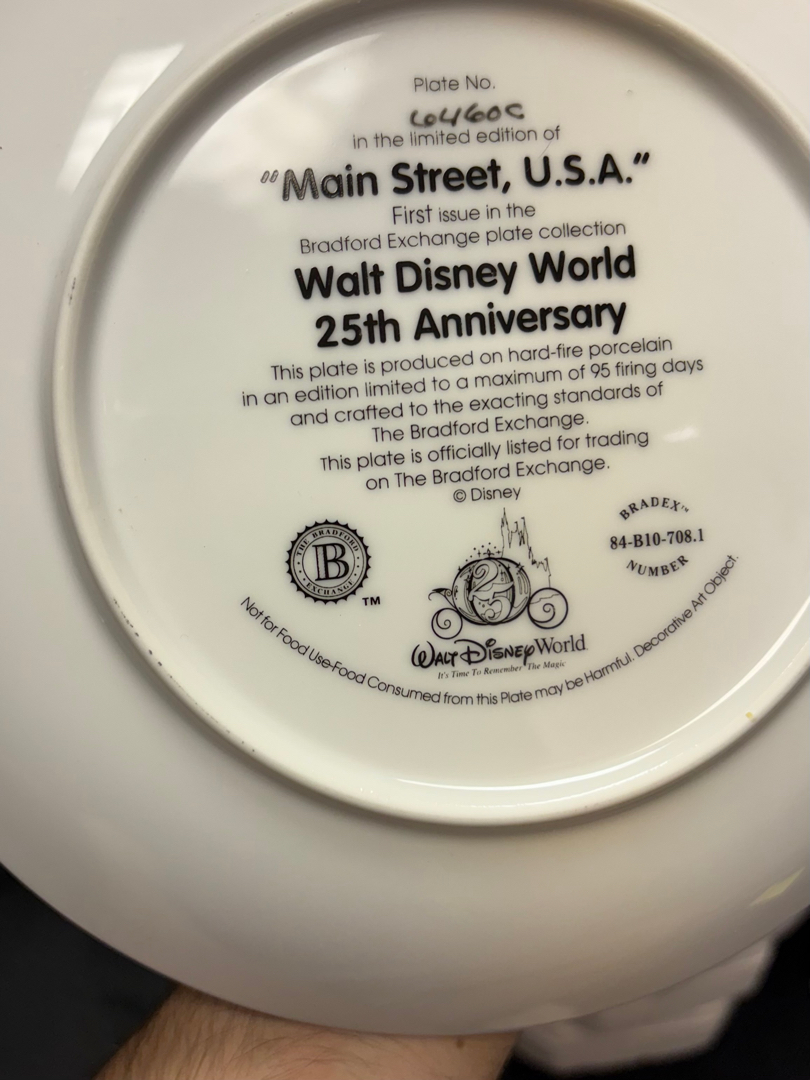 Plate No.
6460C
in the limited edition of
"Main Street, U.S.A."
First issue in the
Bradford Exchange plate collection
Walt Disney World
25th Anniversary
This plate is produced on hard-fire porcelain
in an edition limited to a maximum of 95 firing days
and crafted to the exacting standards of
The Bradford Exchange.
This plate is officially listed for trading
on The Bradford Exchange.
© Disney
THE BRADFORD
B
EXCHANGE
TM
25
BRADEX™
84-B10-708.1
NUMBER
WALT DISNEY World
It's Time To Remember The Magic
Not for Food Use-Food Consumed from this Plate may be Harmful. Decorative Art Object.